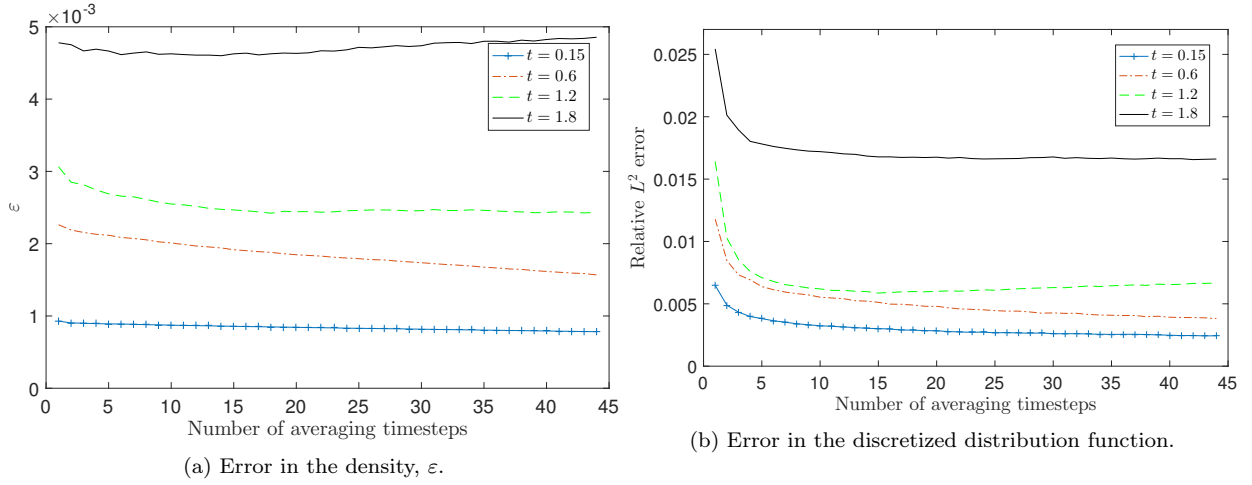 ×10⁻³
5
4
3
2
1
0
ε
0 5 10 15 20 25 30 35 40 45
Number of averaging timesteps
t = 0.15
t = 0.6
t = 1.2
t = 1.8
(a) Error in the density, ε.
0.025
0.02
0.015
0.01
0.005
0
Relative L² error
0 5 10 15 20 25 30 35 40 45
Number of averaging timesteps
t = 0.15
t = 0.6
t = 1.2
t = 1.8
(b) Error in the discretized distribution function.